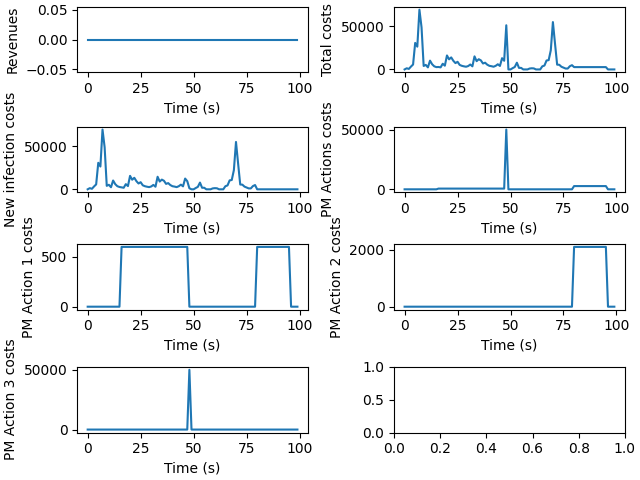 Revenues
0.05
0.00
−0.05
0 25 50 75 100
Time (s)
Total costs
50000
0
0 25 50 75 100
Time (s)
New infection costs
50000
0
0 25 50 75 100
Time (s)
PM Actions costs
50000
0
0 25 50 75 100
Time (s)
PM Action 1 costs
500
0
0 25 50 75 100
Time (s)
PM Action 2 costs
2000
0
0 25 50 75 100
Time (s)
PM Action 3 costs
50000
0
0 25 50 75 100
Time (s)
1.0
0.5
0.0
0.0 0.2 0.4 0.6 0.8 1.0